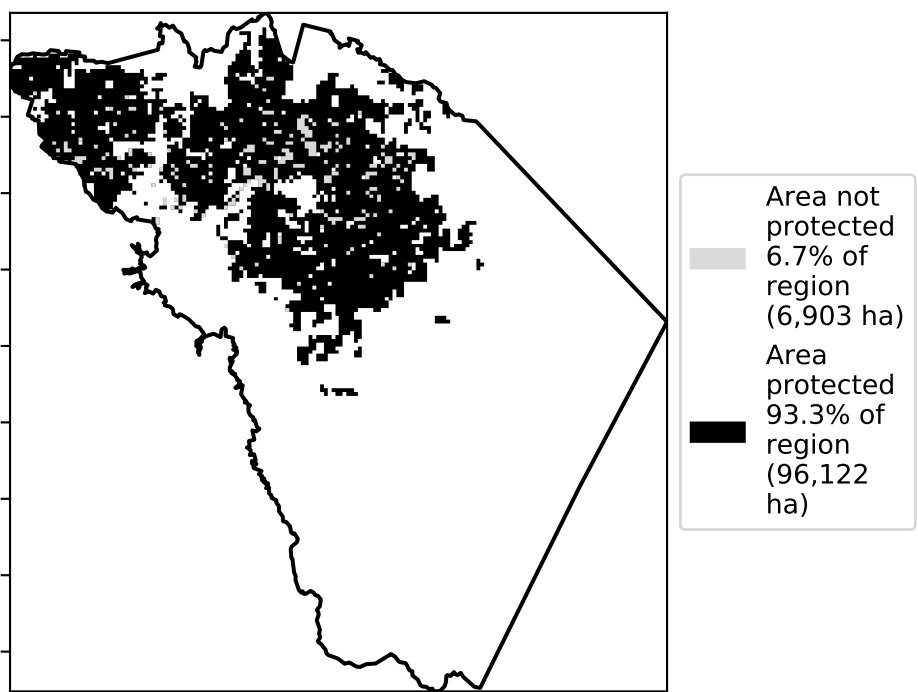 Area not
protected
6.7% of
region
(6,903 ha)
Area
protected
93.3% of
region
(96,122
ha)